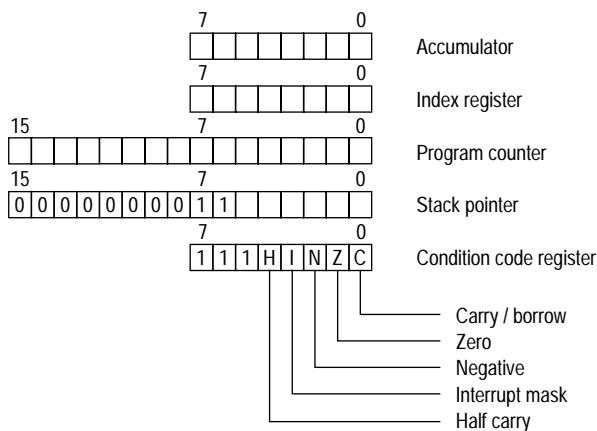 7 0
Accumulator
7 0
Index register
15 7 0
Program counter
15 7 0
0 0 0 0 0 0 0 0 1 1
Stack pointer
7 0
1 1 1 H I N Z C
Condition code register
Carry / borrow
Zero
Negative
Interrupt mask
Half carry